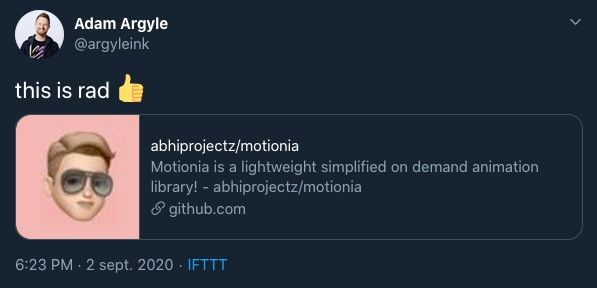 Adam Argyle
@argyleink
this is rad 👍
abhiprojectz/motionia
Motionia is a lightweight simplified on demand animation
library! - abhiprojectz/motionia
github.com
6:23 PM · 2 sept. 2020 · IFTTT